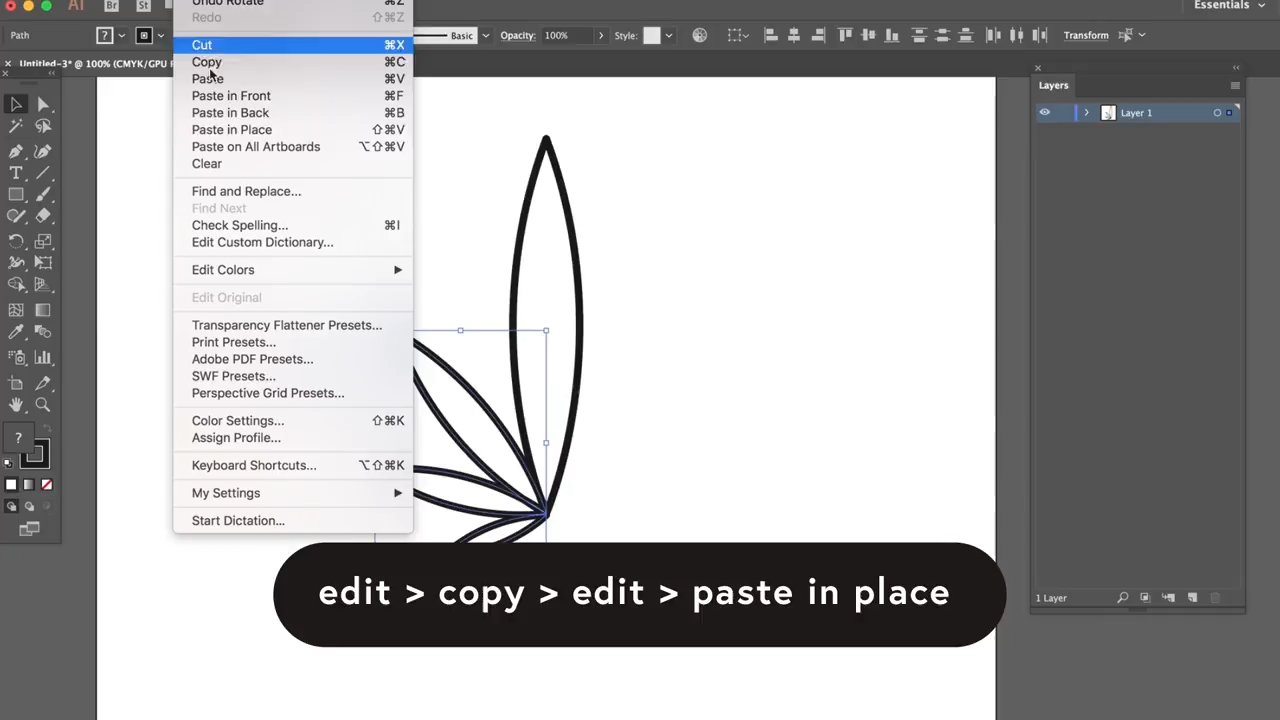 Ai Br St Essentials
Undo Rotate ⌘Z
Redo ⇧⌘Z
Path ? Basic Opacity: 100% Style: Transform
Cut ⌘X
Untitled-3* @ 100% (CMYK/GPU
Copy ⌘C
Paste ⌘V
Layers
Paste in Front ⌘F
Paste in Back ⌘B
Layer 1
Paste in Place ⇧⌘V
Paste on All Artboards ⌥⇧⌘V
Clear
Find and Replace...
Find Next
Check Spelling... ⌘I
Edit Custom Dictionary...
Edit Colors
Edit Original
Transparency Flattener Presets...
Print Presets...
Adobe PDF Presets...
SWF Presets...
Perspective Grid Presets...
Color Settings... ⇧⌘K
Assign Profile...
?
Keyboard Shortcuts... ⌥⇧⌘K
My Settings
Start Dictation...
edit > copy > edit > paste in place
1 Layer